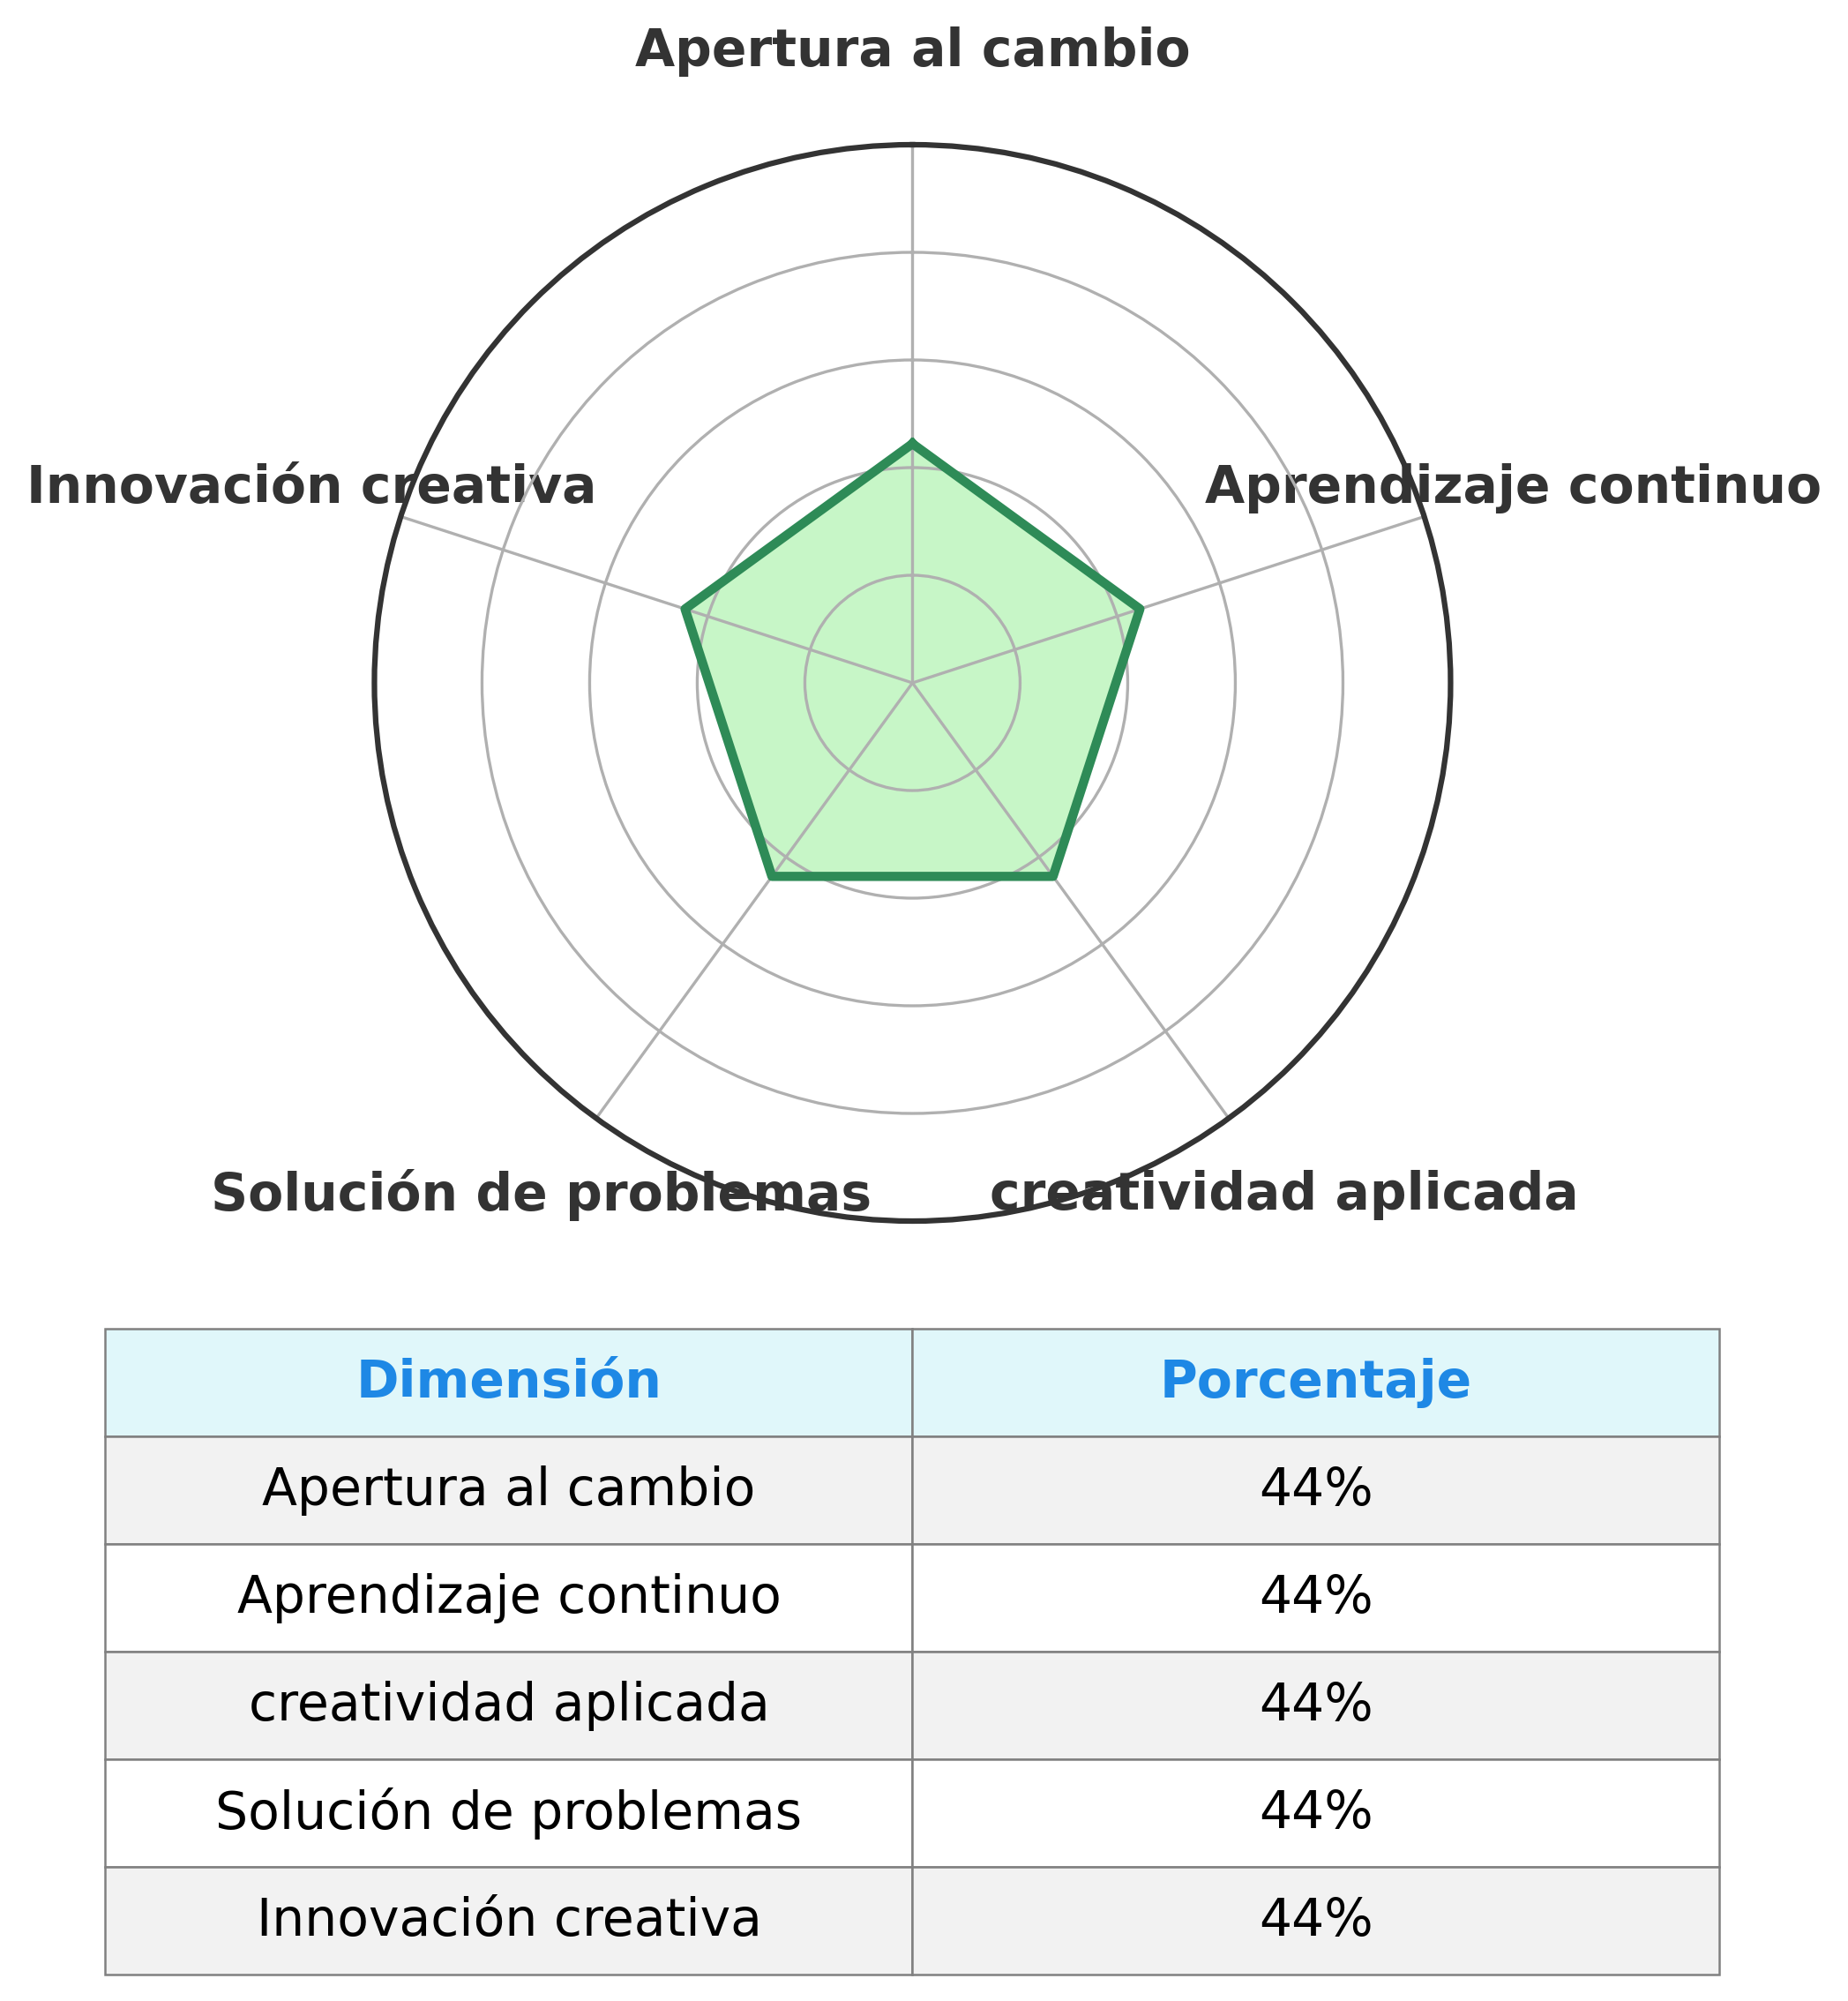 Apertura al cambio
Innovación creativa
Aprendizaje continuo
Solución de problemas
creatividad aplicada
Dimensión Porcentaje
Apertura al cambio 44%
Aprendizaje continuo 44%
creatividad aplicada 44%
Solución de problemas 44%
Innovación creativa 44%